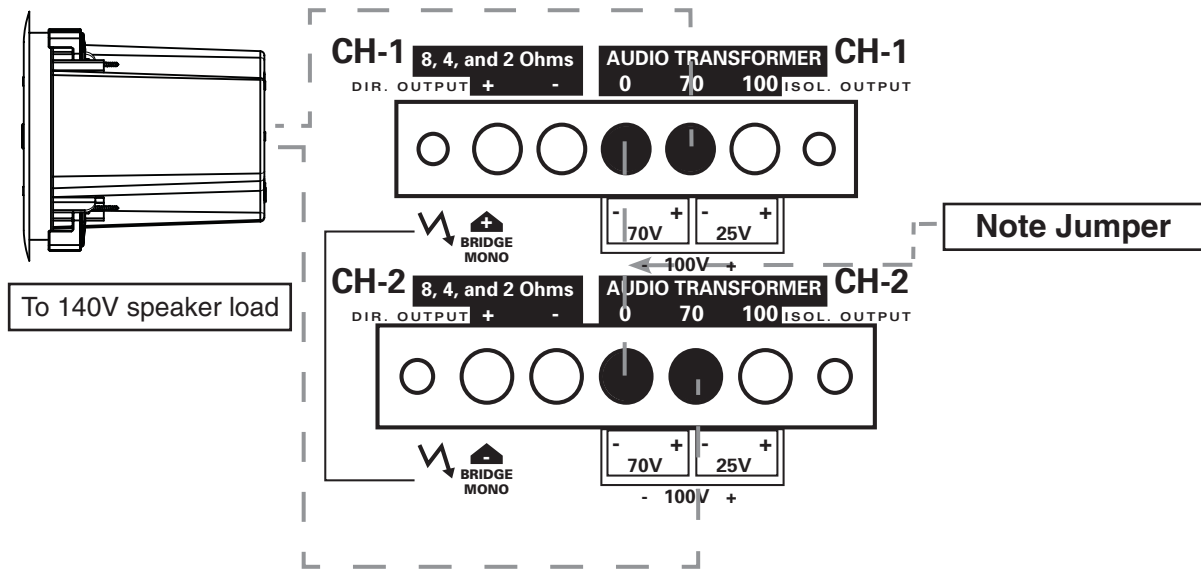 CH-1 8, 4, and 2 Ohms AUDIO TRANSFORMER CH-1
DIR. OUTPUT + - 0 70 100 ISOL. OUTPUT
- + - +
70V 25V
- 100V +
+
BRIDGE
MONO
Note Jumper
To 140V speaker load
CH-2 8, 4, and 2 Ohms AUDIO TRANSFORMER CH-2
DIR. OUTPUT + - 0 70 100 ISOL. OUTPUT
- + - +
70V 25V
- 100V +
-
BRIDGE
MONO